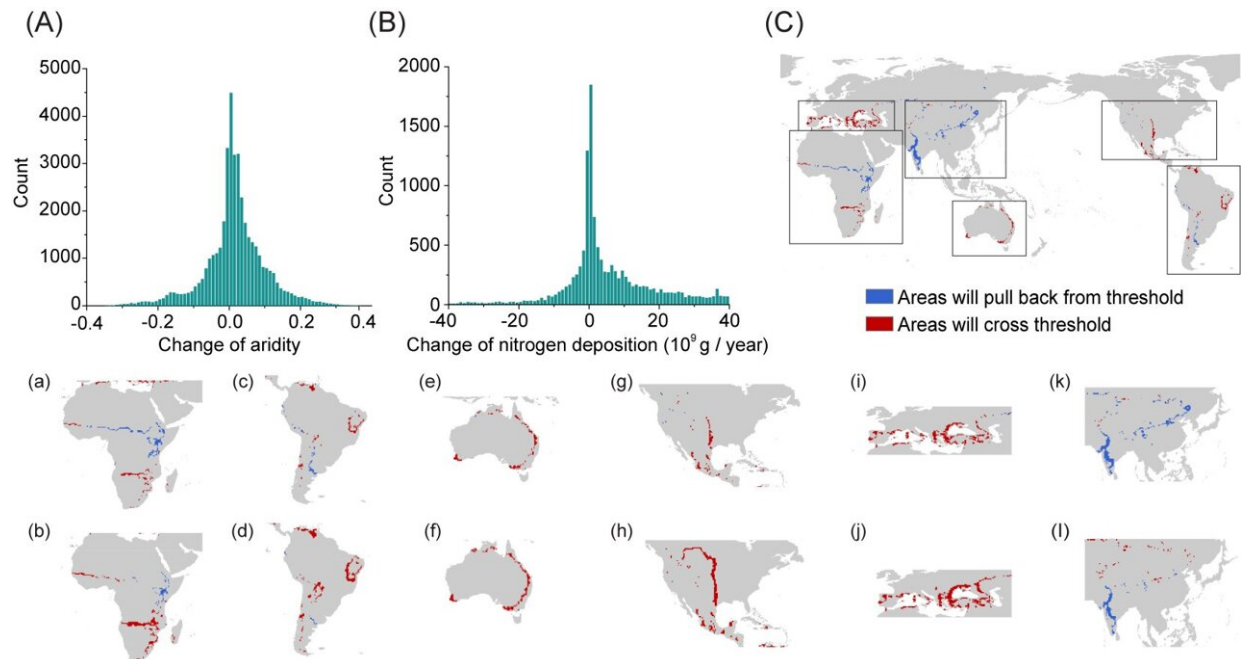 (A)
(B)
(C)
Count
5000
4000
3000
2000
1000
0
-0.4
-0.2
0.0
0.2
0.4
Change of aridity
Count
2000
1500
1000
500
0
-40
-20
0
20
40
Change of nitrogen deposition (10⁹ g / year)
Areas will pull back from threshold
Areas will cross threshold
(a)
(c)
(e)
(g)
(i)
(k)
(b)
(d)
(f)
(h)
(j)
(l)